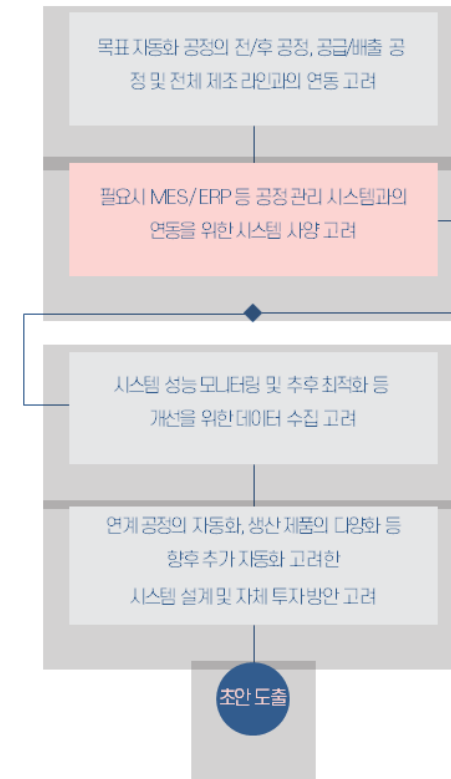 목표 자동화 공정의 전/후 공정, 공급/배출 공
정 및 전체 제조 라인과의 연동 고려
필요시 MES/ERP 등 공정 관리 시스템과의
연동을 위한 시스템 사양 고려
시스템 성능 모니터링 및 추후 최적화 등
개선을 위한 데이터 수집 고려
연계 공정의 자동화, 생산 제품의 다양화 등
향후 추가 자동화 고려한
시스템 설계 및 자체 투자 방안 고려
초안 도출